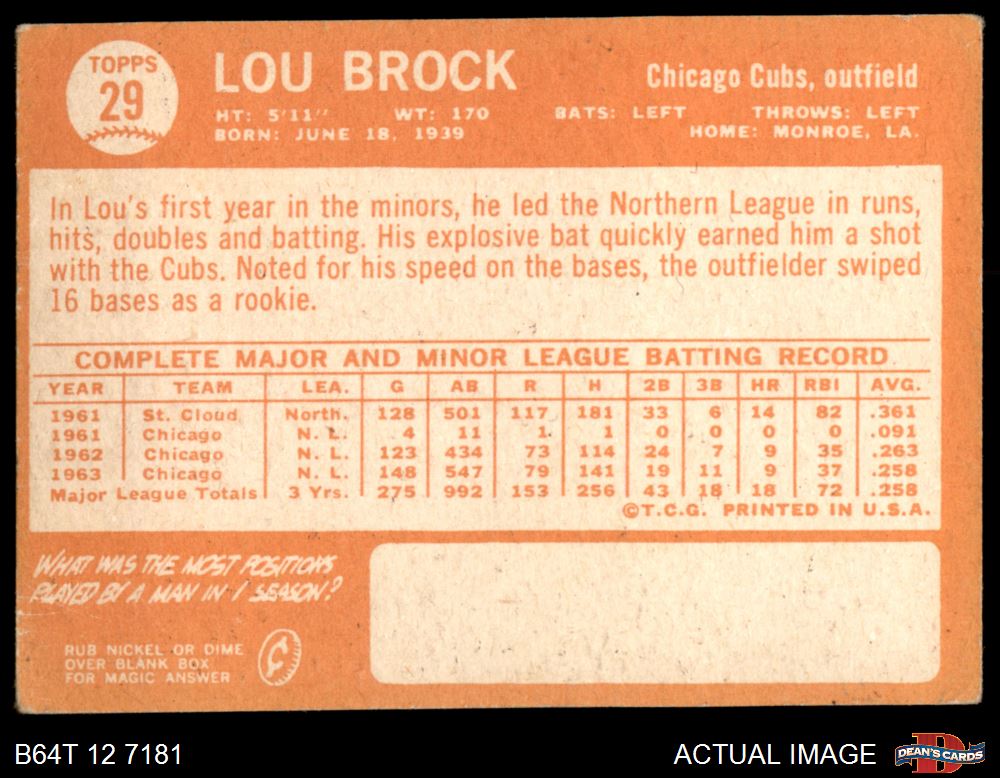 TOPPS
29
LOU BROCK
Chicago Cubs, outfield
HT: 5'11" WT: 170 BATS: LEFT THROWS: LEFT
BORN: JUNE 18, 1939 HOME: MONROE, LA.
In Lou's first year in the minors, he led the Northern League in runs,
hits, doubles and batting. His explosive bat quickly earned him a shot
with the Cubs. Noted for his speed on the bases, the outfielder swiped
16 bases as a rookie.
COMPLETE MAJOR AND MINOR LEAGUE BATTING RECORD
YEAR TEAM LEA. G AB R H 2B 3B HR RBI AVG.
1961 St. Cloud North. 128 501 117 181 33 6 14 82 .361
1961 Chicago N. L. 4 11 1 1 0 0 0 0 .091
1962 Chicago N. L. 123 434 73 114 24 7 9 35 .263
1963 Chicago N. L. 148 547 79 141 19 11 9 37 .258
Major League Totals 3 Yrs. 275 992 153 256 43 18 18 72 .258
©T.C.G. PRINTED IN U.S.A.
WHAT WAS THE MOST POSITIONS
PLAYED BY A MAN IN 1 SEASON?
RUB NICKEL OR DIME
OVER BLANK BOX
FOR MAGIC ANSWER
¢
B64T 12 7181
ACTUAL IMAGE
D
DEAN'S CARDS